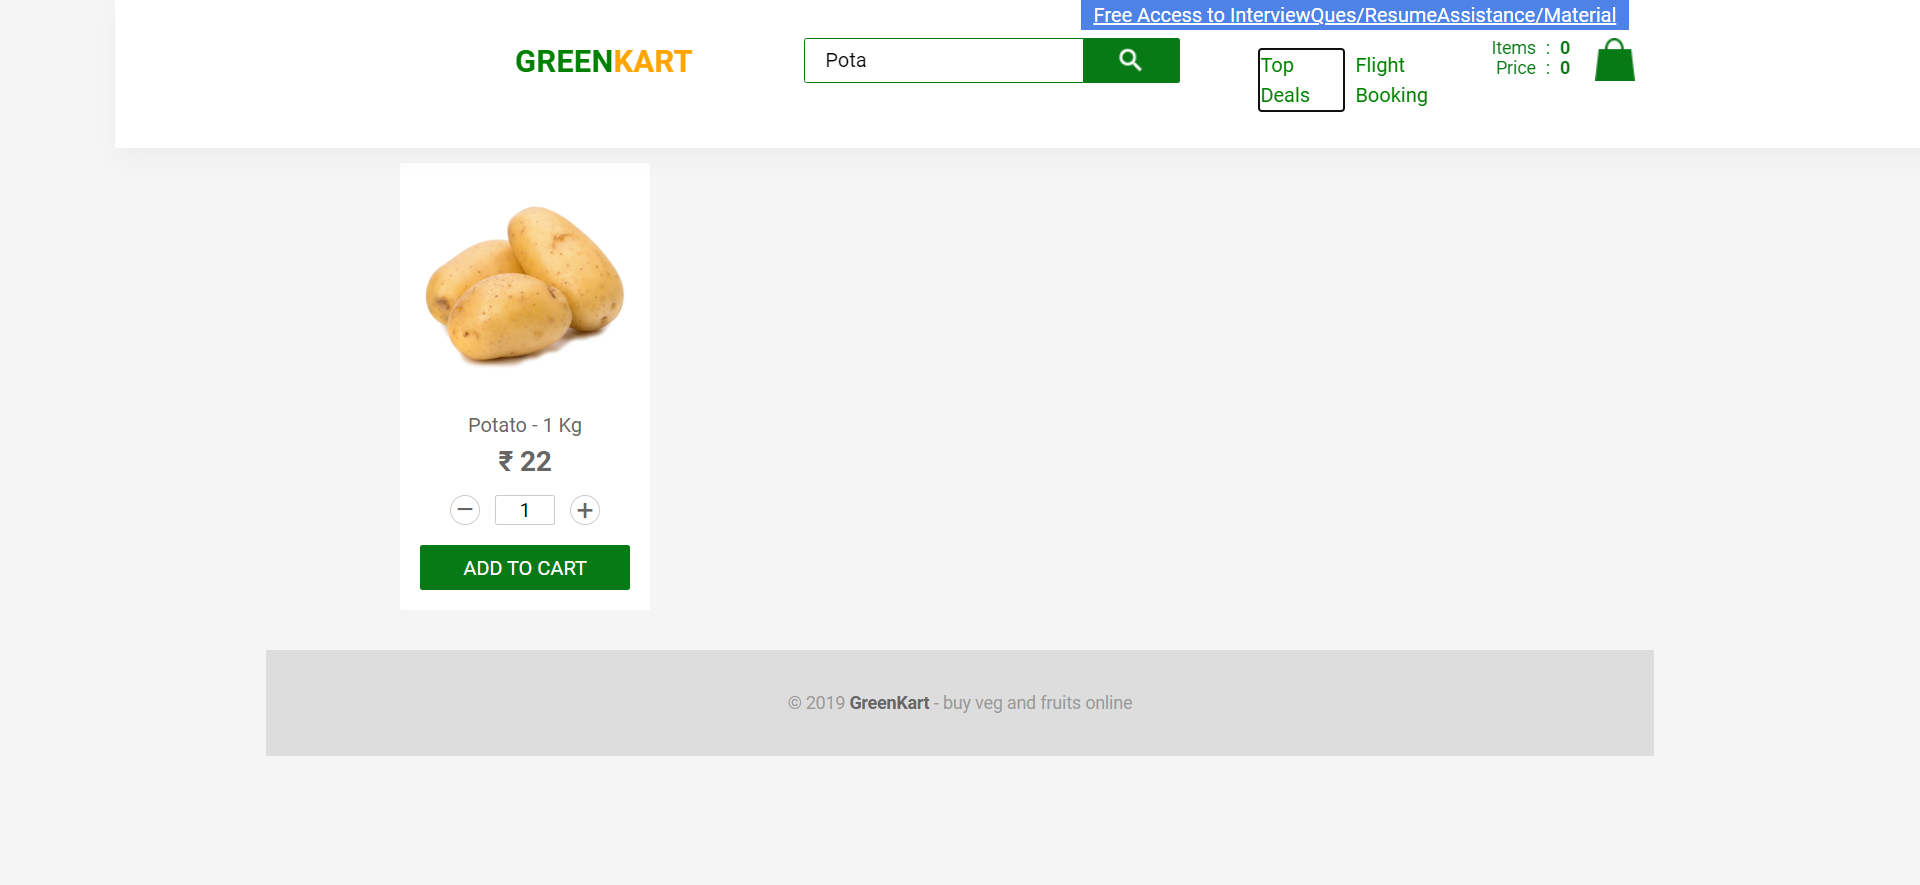 Free Access to InterviewQues/ResumeAssistance/Material
GREENKART
Pota
Top
Deals
Flight
Booking
Items : 0
Price : 0
Potato - 1 Kg
₹ 22
− 1 +
ADD TO CART
© 2019 GreenKart - buy veg and fruits online